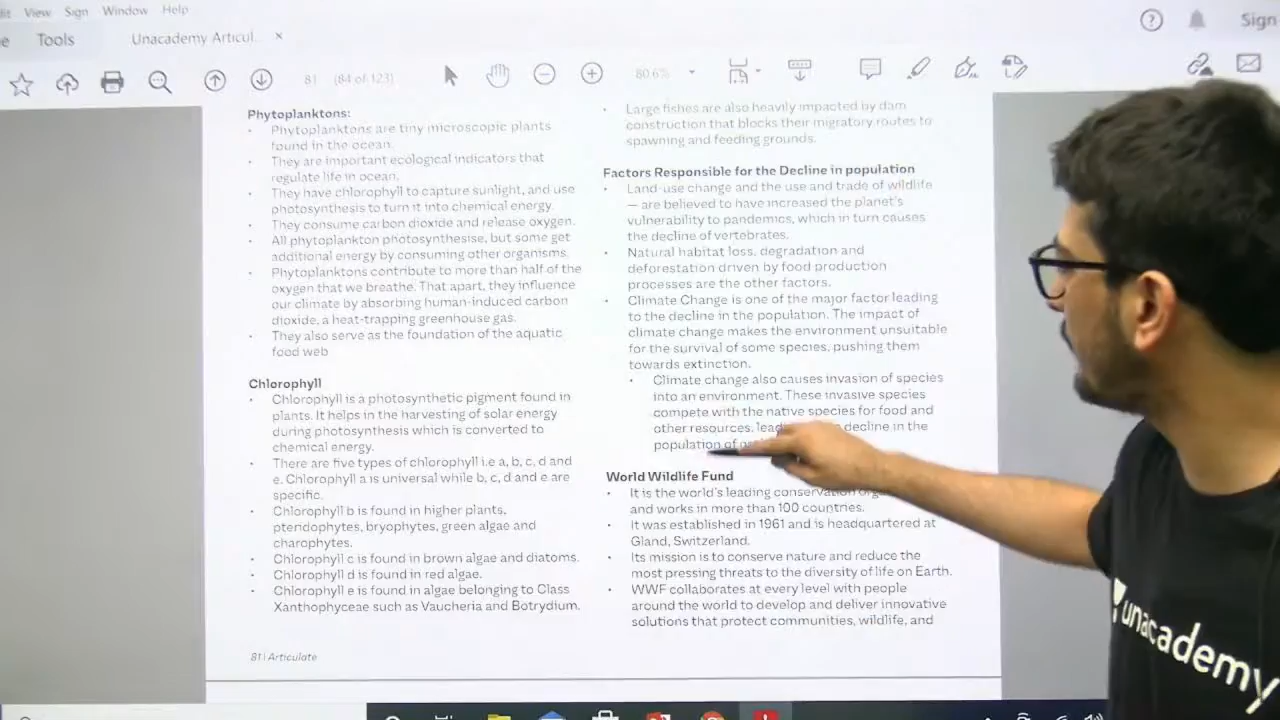 dit View Sign Window Help
e Tools Unacademy Articul... ×
81 (84 of 123) 80.6%
Sign
Phytoplanktons:
• Phytoplanktons are tiny microscopic plants
found in the ocean.
• They are important ecological indicators that
regulate life in ocean.
• They have chlorophyll to capture sunlight, and use
photosynthesis to turn it into chemical energy.
• They consume carbon dioxide and release oxygen.
• All phytoplankton photosynthesise, but some get
additional energy by consuming other organisms.
• Phytoplanktons contribute to more than half of the
oxygen that we breathe. That apart, they influence
our climate by absorbing human-induced carbon
dioxide, a heat-trapping greenhouse gas.
• They also serve as the foundation of the aquatic
food web
Chlorophyll
• Chlorophyll is a photosynthetic pigment found in
plants. It helps in the harvesting of solar energy
during photosynthesis which is converted to
chemical energy.
• There are five types of chlorophyll i.e a, b, c, d and
e. Chlorophyll a is universal while b, c, d and e are
specific.
• Chlorophyll b is found in higher plants,
pteridophytes, bryophytes, green algae and
charophytes.
• Chlorophyll c is found in brown algae and diatoms.
• Chlorophyll d is found in red algae.
• Chlorophyll e is found in algae belonging to Class
Xanthophyceae such as Vaucheria and Botrydium.
81 | Articulate
• Large fishes are also heavily impacted by dam
construction that blocks their migratory routes to
spawning and feeding grounds.
Factors Responsible for the Decline in population
• Land-use change and the use and trade of wildlife
— are believed to have increased the planet's
vulnerability to pandemics, which in turn causes
the decline of vertebrates.
• Natural habitat loss, degradation and
deforestation driven by food production
processes are the other factors.
• Climate Change is one of the major factor leading
to the decline in the population. The impact of
climate change makes the environment unsuitable
for the survival of some species, pushing them
towards extinction.
• Climate change also causes invasion of species
into an environment. These invasive species
compete with the native species for food and
other resources, decline in the
population of
World Wildlife Fund
• It is the world's leading conservation
and works in more than 100 countries.
• It was established in 1961 and is headquartered at
Gland, Switzerland.
• Its mission is to conserve nature and reduce the
most pressing threats to the diversity of life on Earth.
• WWF collaborates at every level with people
around the world to develop and deliver innovative
solutions that protect communities, wildlife, and
unacademy